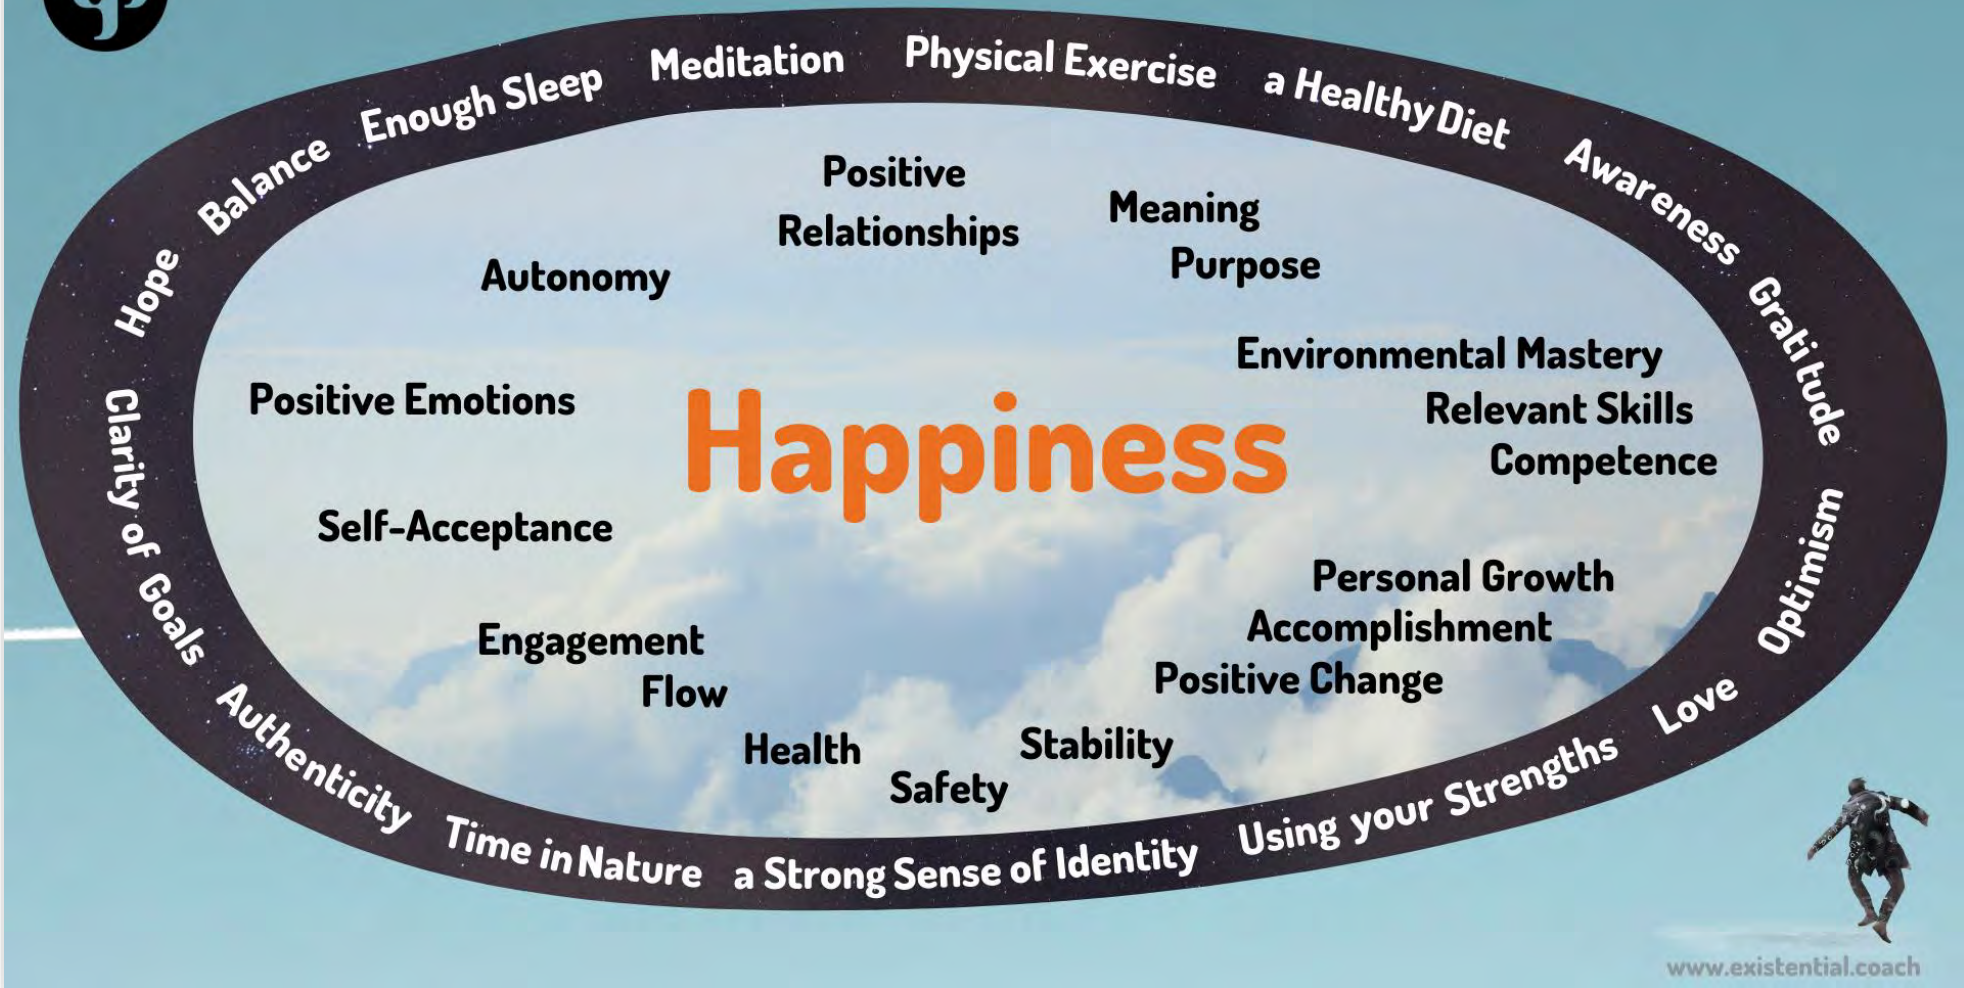 Enough Sleep
Meditation
Physical Exercise
a Healthy Diet
Awareness
Gratitude
Optimism
Love
Using your Strengths
a Strong Sense of Identity
Time in Nature
Authenticity
Clarity of Goals
Hope
Balance
Positive
Relationships
Meaning
Purpose
Autonomy
Environmental Mastery
Relevant Skills
Competence
Positive Emotions
Happiness
Self-Acceptance
Personal Growth
Accomplishment
Positive Change
Engagement
Flow
Health
Safety
Stability
www.existential.coach